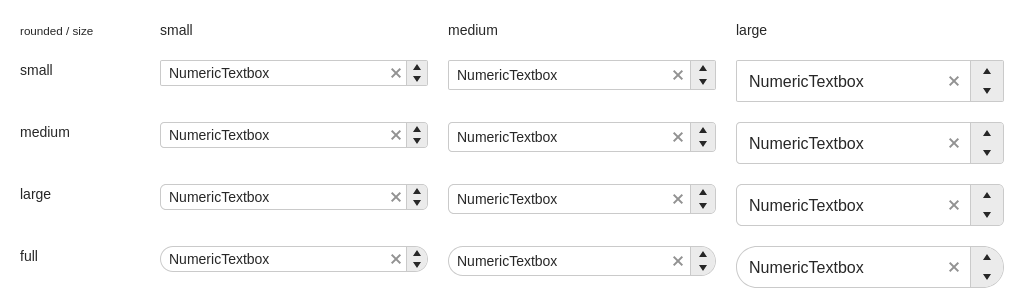 rounded / size small medium large
small NumericTextbox NumericTextbox NumericTextbox
medium NumericTextbox NumericTextbox NumericTextbox
large NumericTextbox NumericTextbox NumericTextbox
full NumericTextbox NumericTextbox NumericTextbox